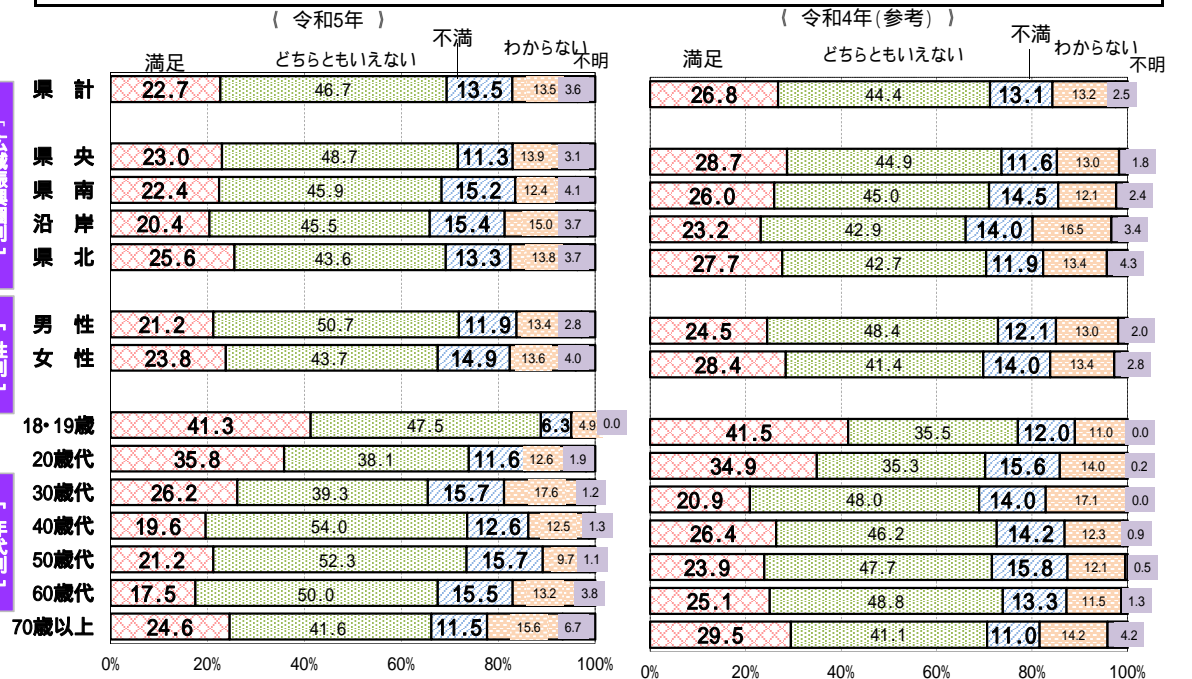 《 令和5年 》
満足 どちらともいえない 不満 わからない 不明
県 計 22.7 46.7 13.5 13.5 3.6
県 央 23.0 48.7 11.3 13.9 3.1
県 南 22.4 45.9 15.2 12.4 4.1
沿 岸 20.4 45.5 15.4 15.0 3.7
県 北 25.6 43.6 13.3 13.8 3.7
男 性 21.2 50.7 11.9 13.4 2.8
女 性 23.8 43.7 14.9 13.6 4.0
18・19歳 41.3 47.5 6.3 4.9 0.0
20歳代 35.8 38.1 11.6 12.6 1.9
30歳代 26.2 39.3 15.7 17.6 1.2
40歳代 19.6 54.0 12.6 12.5 1.3
50歳代 21.2 52.3 15.7 9.7 1.1
60歳代 17.5 50.0 15.5 13.2 3.8
70歳以上 24.6 41.6 11.5 15.6 6.7
0% 20% 40% 60% 80% 100%
《 令和4年(参考) 》
満足 どちらともいえない 不満 わからない 不明
26.8 44.4 13.1 13.2 2.5
28.7 44.9 11.6 13.0 1.8
26.0 45.0 14.5 12.1 2.4
23.2 42.9 14.0 16.5 3.4
27.7 42.7 11.9 13.4 4.3
24.5 48.4 12.1 13.0 2.0
28.4 41.4 14.0 13.4 2.8
41.5 35.5 12.0 11.0 0.0
34.9 35.3 15.6 14.0 0.2
20.9 48.0 14.0 17.1 0.0
26.4 46.2 14.2 12.3 0.9
23.9 47.7 15.8 12.1 0.5
25.1 48.8 13.3 11.5 1.3
29.5 41.1 11.0 14.2 4.2
0% 20% 40% 60% 80% 100%